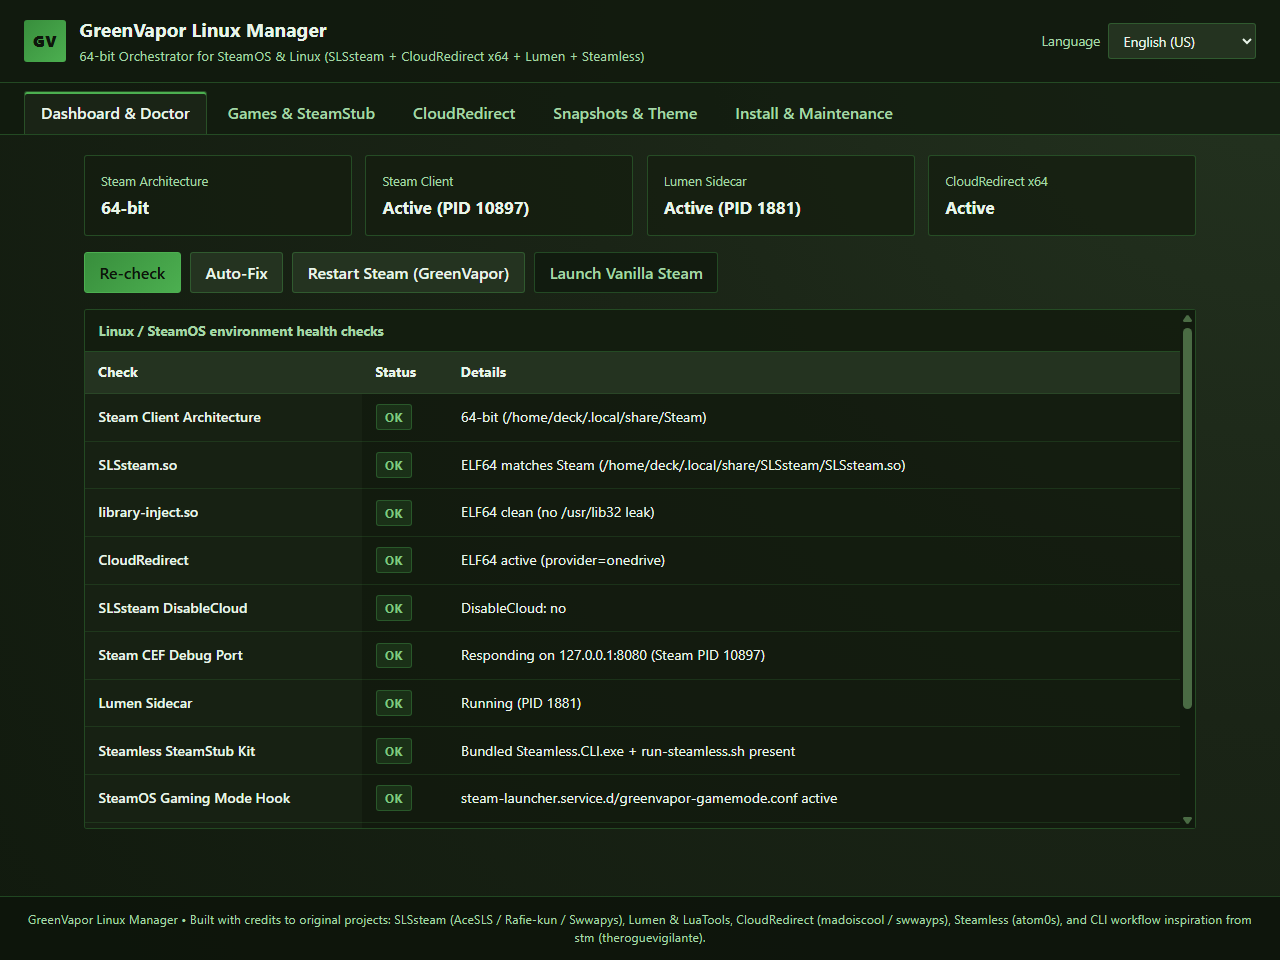 GV
GreenVapor Linux Manager
64-bit Orchestrator for SteamOS & Linux (SLSsteam + CloudRedirect x64 + Lumen + Steamless)
Language
English (US)
Dashboard & Doctor
Games & SteamStub
CloudRedirect
Snapshots & Theme
Install & Maintenance
Steam Architecture
64-bit
Steam Client
Active (PID 10897)
Lumen Sidecar
Active (PID 1881)
CloudRedirect x64
Active
Re-check
Auto-Fix
Restart Steam (GreenVapor)
Launch Vanilla Steam
Linux / SteamOS environment health checks
Check Status Details
Steam Client Architecture OK 64-bit (/home/deck/.local/share/Steam)
SLSsteam.so OK ELF64 matches Steam (/home/deck/.local/share/SLSsteam/SLSsteam.so)
library-inject.so OK ELF64 clean (no /usr/lib32 leak)
CloudRedirect OK ELF64 active (provider=onedrive)
SLSsteam DisableCloud OK DisableCloud: no
Steam CEF Debug Port OK Responding on 127.0.0.1:8080 (Steam PID 10897)
Lumen Sidecar OK Running (PID 1881)
Steamless SteamStub Kit OK Bundled Steamless.CLI.exe + run-steamless.sh present
SteamOS Gaming Mode Hook OK steam-launcher.service.d/greenvapor-gamemode.conf active
GreenVapor Linux Manager • Built with credits to original projects: SLSsteam (AceSLS / Rafie-kun / Swwapys), Lumen & LuaTools, CloudRedirect (madoiscool / swwayps), Steamless (atom0s), and CLI workflow inspiration from
stm (theroguevigilante).